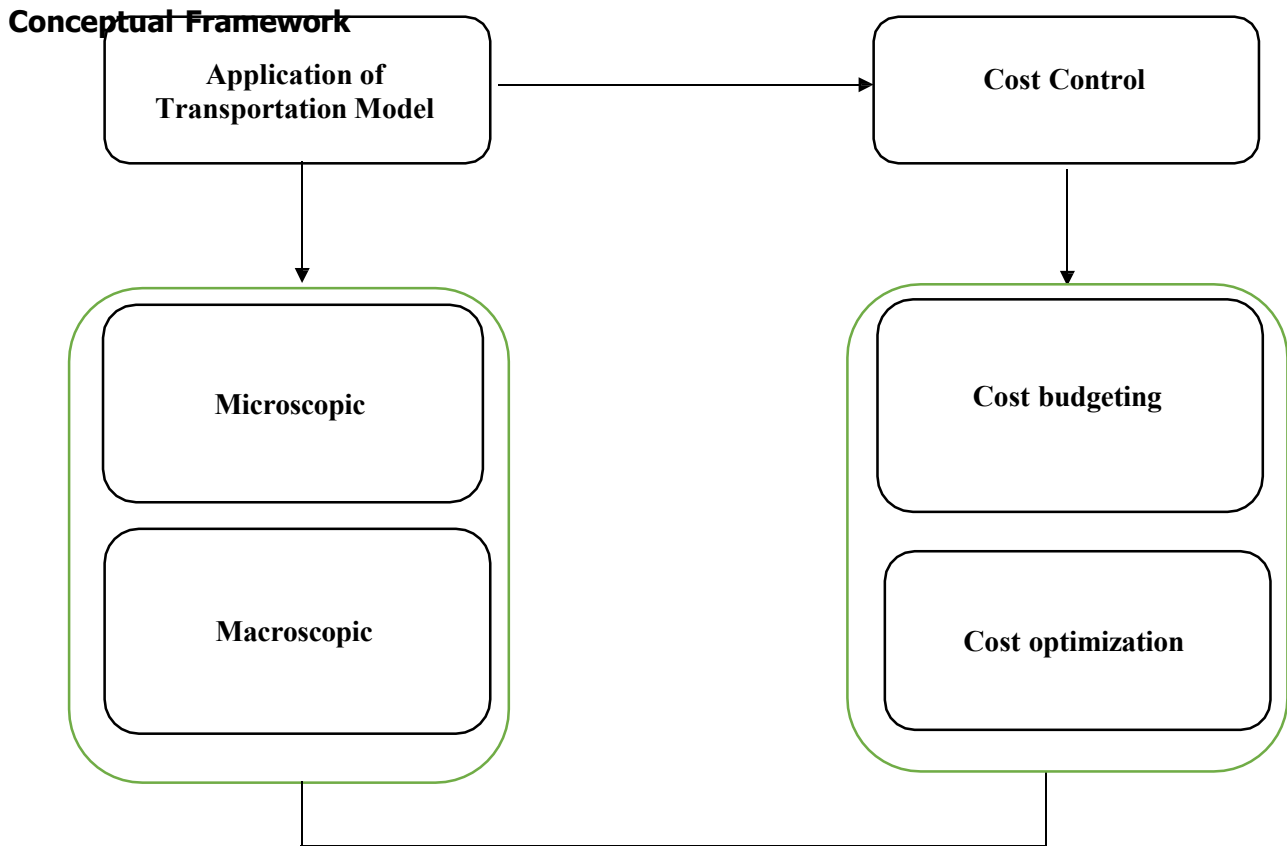 Conceptual Framework
Application of
Transportation Model
Cost Control
Microscopic
Cost budgeting
Macroscopic
Cost optimization